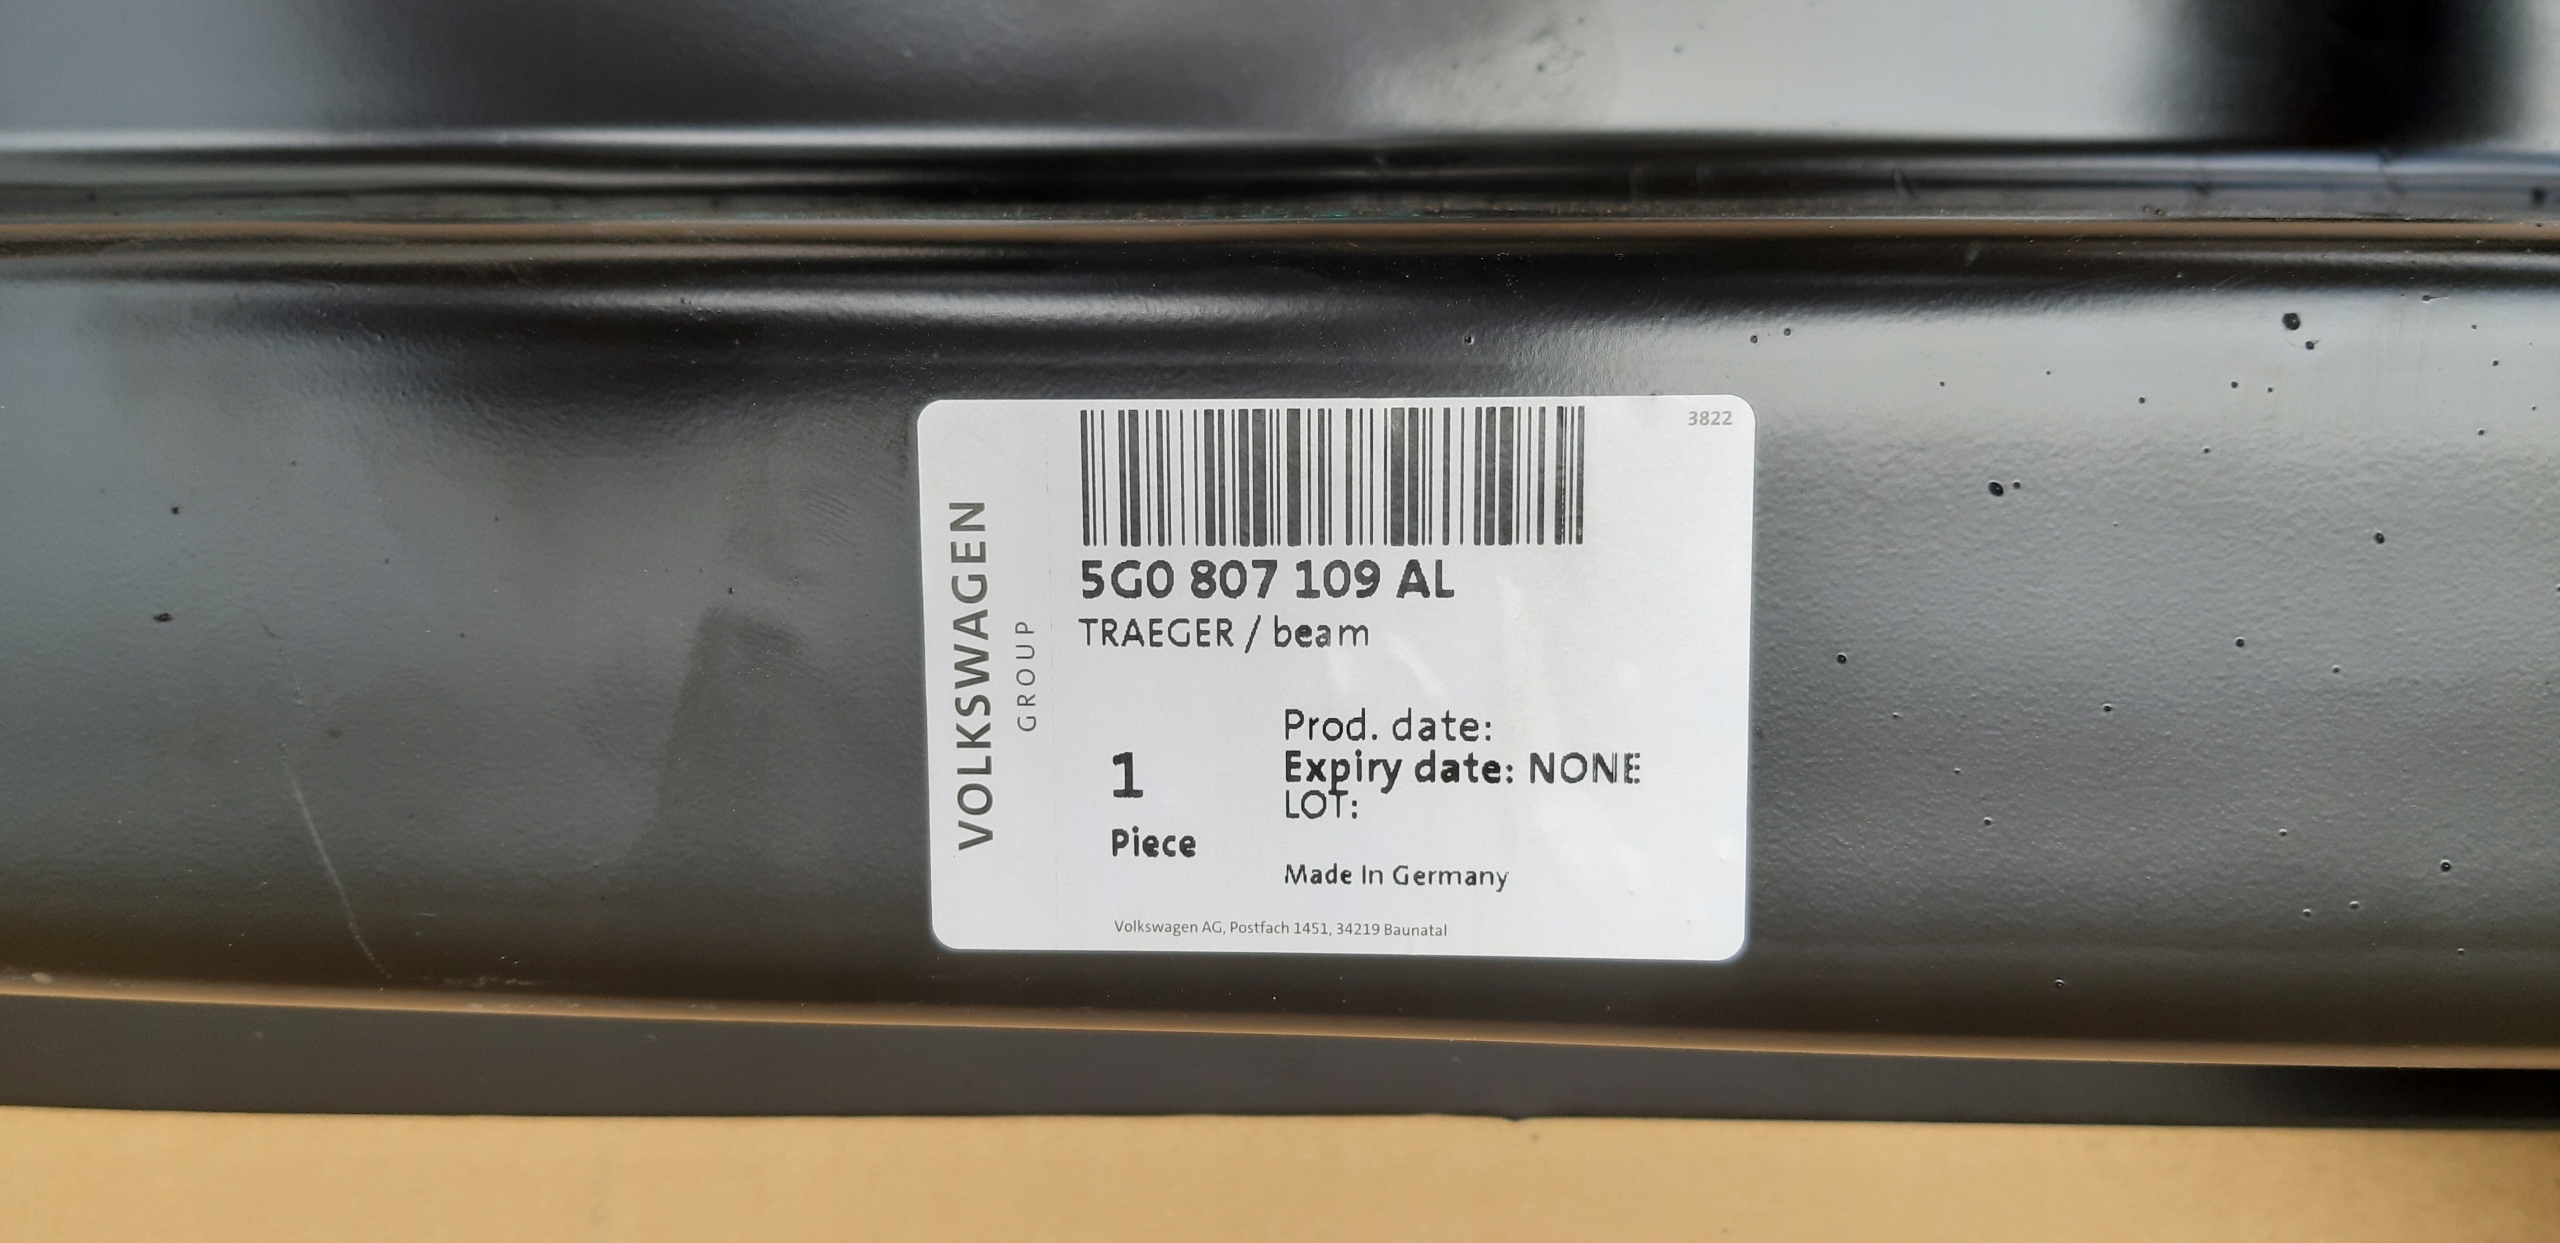 3822
VOLKSWAGEN
GROUP
5G0 807 109 AL
TRAEGER / beam
1
Piece
Prod. date:
Expiry date: NONE
LOT:
Made In Germany
Volkswagen AG, Postfach 1451, 34219 Baunatal